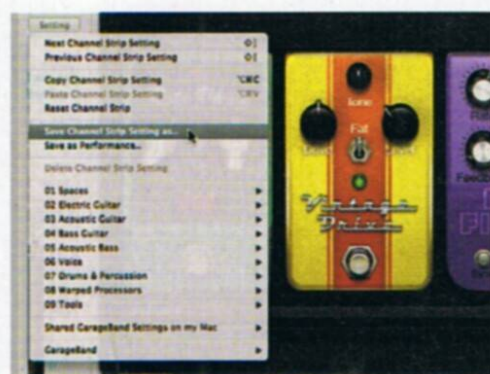 Setting
Next Channel Strip Setting
Previous Channel Strip Setting
Copy Channel Strip Setting ⌥⌘C
Paste Channel Strip Setting ⌥⌘V
Reset Channel Strip
Save Channel Strip Setting as...
Save as Performance...
Delete Channel Strip Setting
01 Spaces
02 Electric Guitar
03 Acoustic Guitar
04 Bass Guitar
05 Acoustic Bass
06 Voice
07 Drums & Percussion
08 Warped Processors
09 Tools
Shared GarageBand Settings on my Mac
GarageBand
Tone
Fat
Vintage
Drive